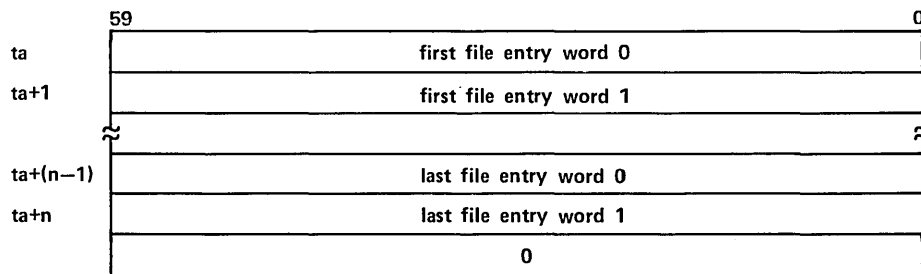 59 0
ta first file entry word 0
ta+1 first file entry word 1
ta+(n−1) last file entry word 0
ta+n last file entry word 1
0